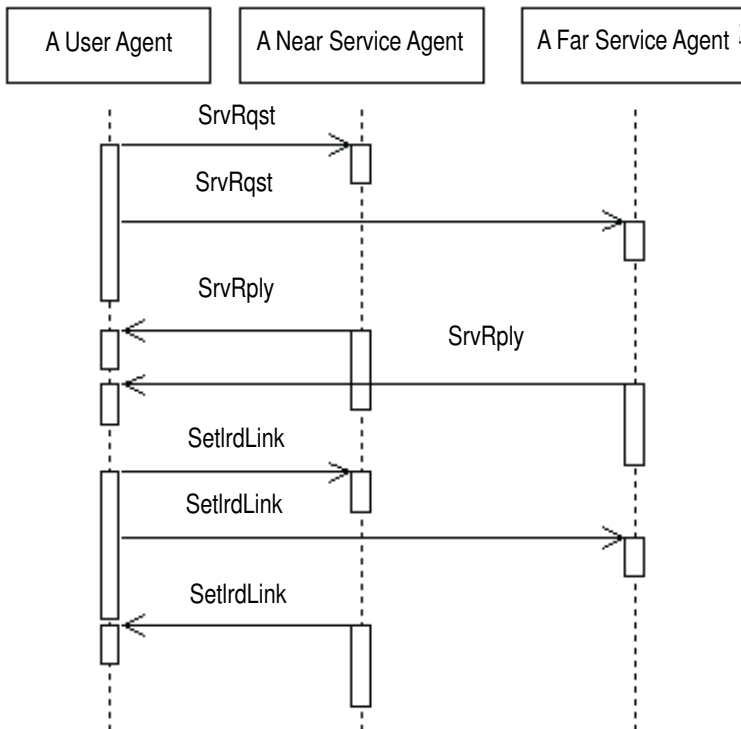 A User Agent
A Near Service Agent
A Far Service Agent
SrvRqst
SrvRqst
SrvRply
SrvRply
SetIrdLink
SetIrdLink
SetIrdLink